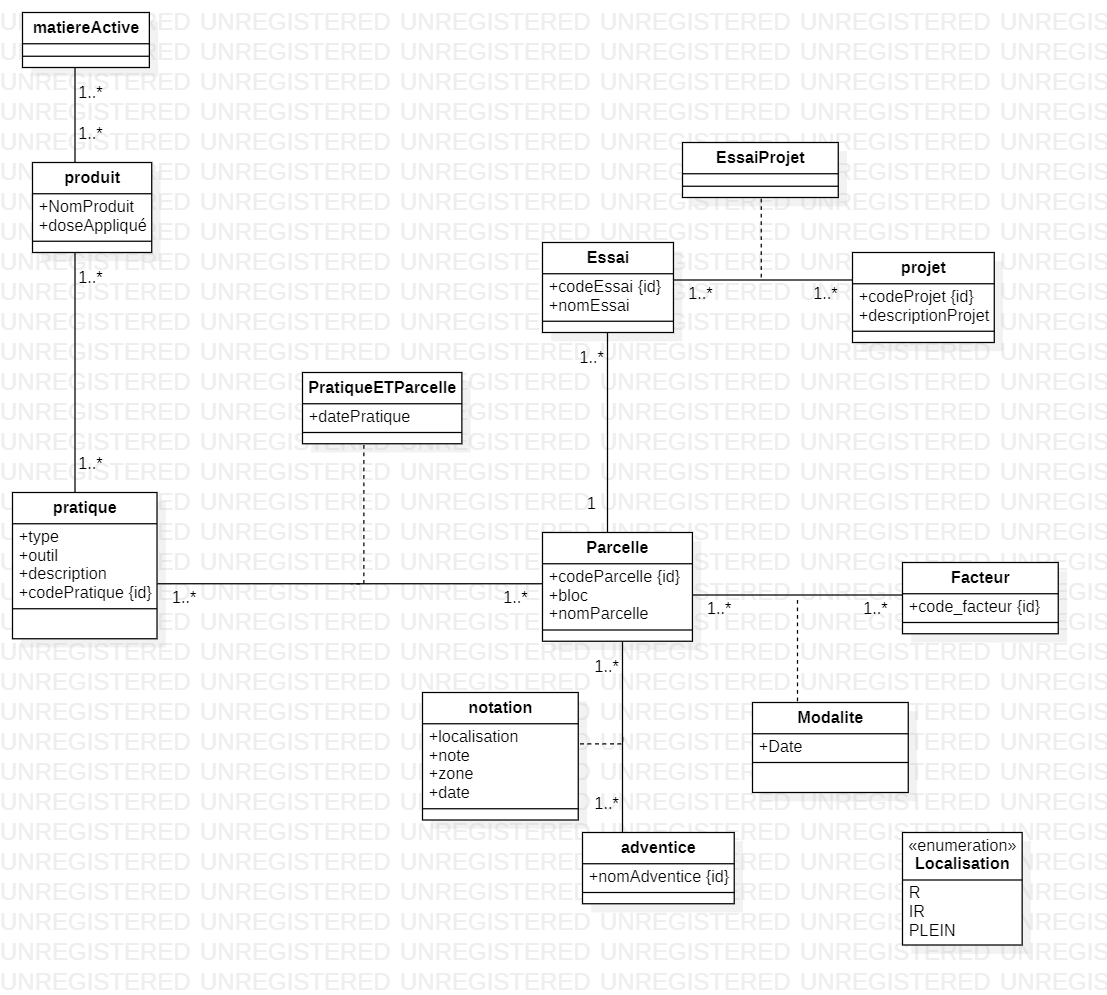 matiereActive
1..*
1..*
produit
+NomProduit
+doseAppliqué
1..*
1..*
pratique
+type
+outil
+description
+codePratique {id}
1..*
1..*
PratiqueETParcelle
+datePratique
EssaiProjet
Essai
+codeEssai {id}
+nomEssai
1..*
1..*
projet
+codeProjet {id}
+descriptionProjet
1..*
1
Parcelle
+codeParcelle {id}
+bloc
+nomParcelle
1..*
1..*
Facteur
+code_facteur {id}
Modalite
+Date
1..*
1..*
notation
+localisation
+note
+zone
+date
adventice
+nomAdventice {id}
«enumeration»
Localisation
R
IR
PLEIN
UNREGISTERED